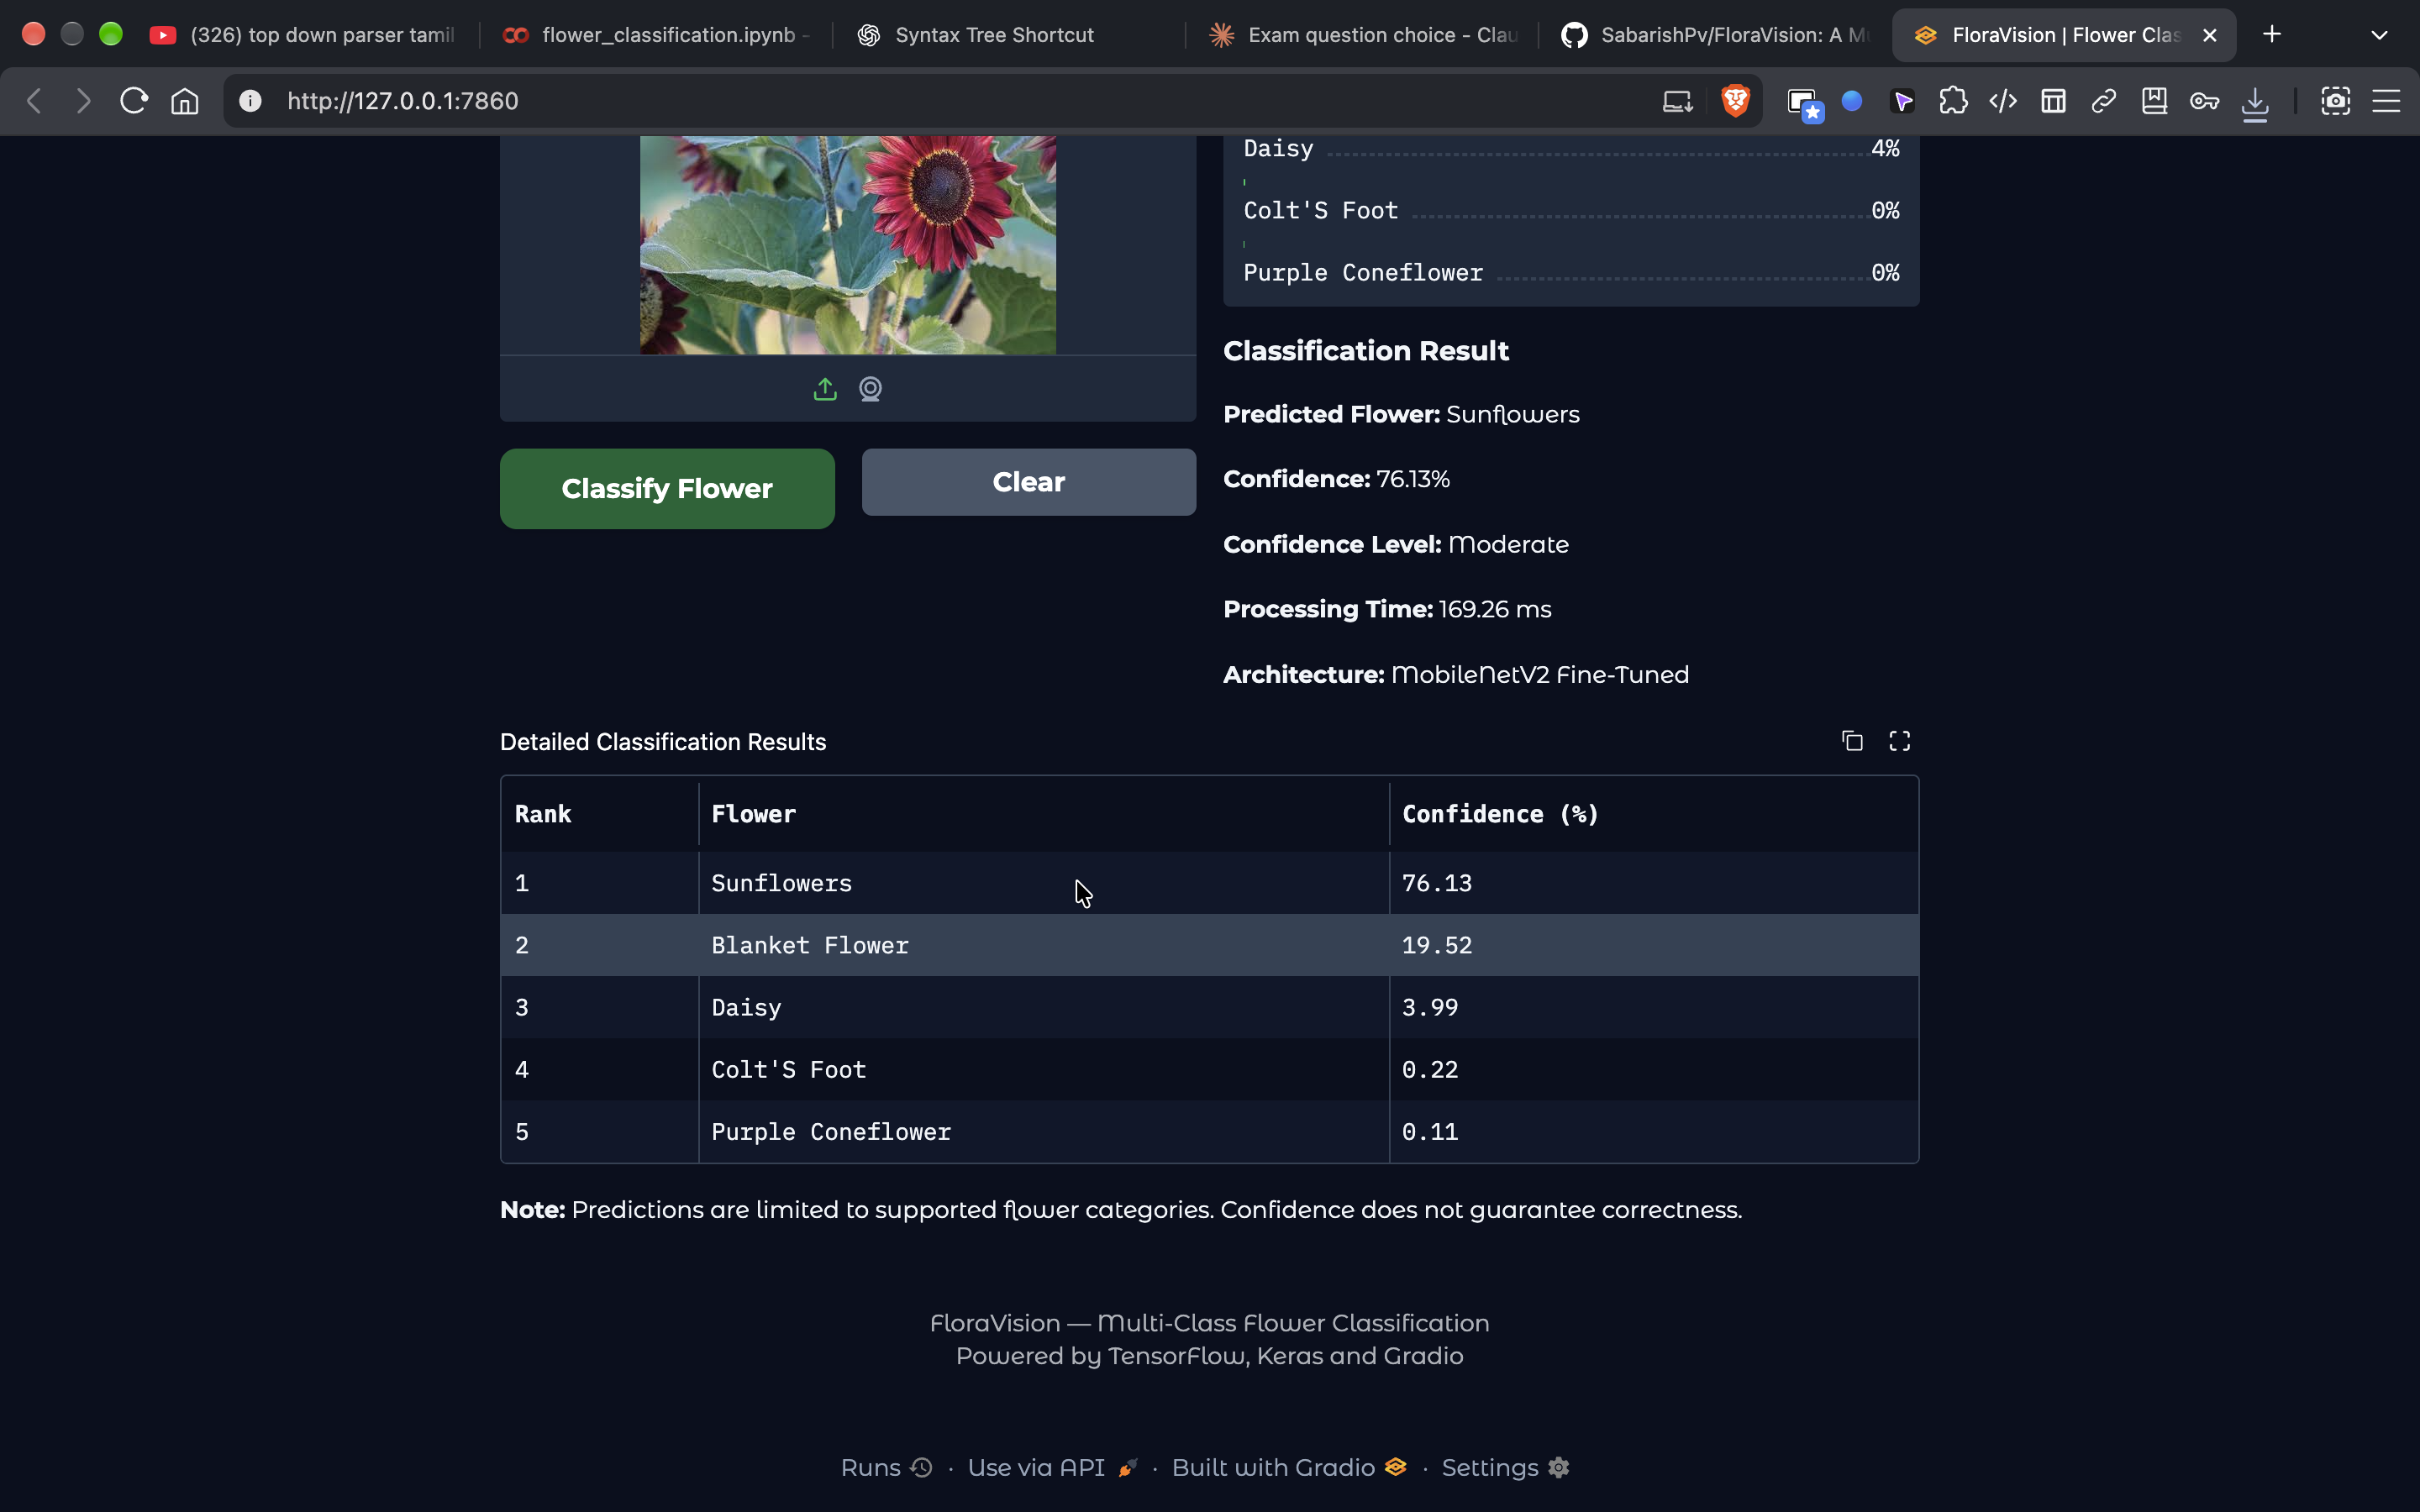 (326) top down parser tamil
flower_classification.ipynb -
Syntax Tree Shortcut
Exam question choice - Clau
SabarishPv/FloraVision: A Mu
FloraVision | Flower Clas
http://127.0.0.1:7860
Daisy 4%
Colt'S Foot 0%
Purple Coneflower 0%
Classification Result
Predicted Flower: Sunflowers
Classify Flower
Clear
Confidence: 76.13%
Confidence Level: Moderate
Processing Time: 169.26 ms
Architecture: MobileNetV2 Fine-Tuned
Detailed Classification Results
Rank Flower Confidence (%)
1 Sunflowers 76.13
2 Blanket Flower 19.52
3 Daisy 3.99
4 Colt'S Foot 0.22
5 Purple Coneflower 0.11
Note: Predictions are limited to supported flower categories. Confidence does not guarantee correctness.
FloraVision — Multi-Class Flower Classification
Powered by TensorFlow, Keras and Gradio
Runs · Use via API · Built with Gradio · Settings